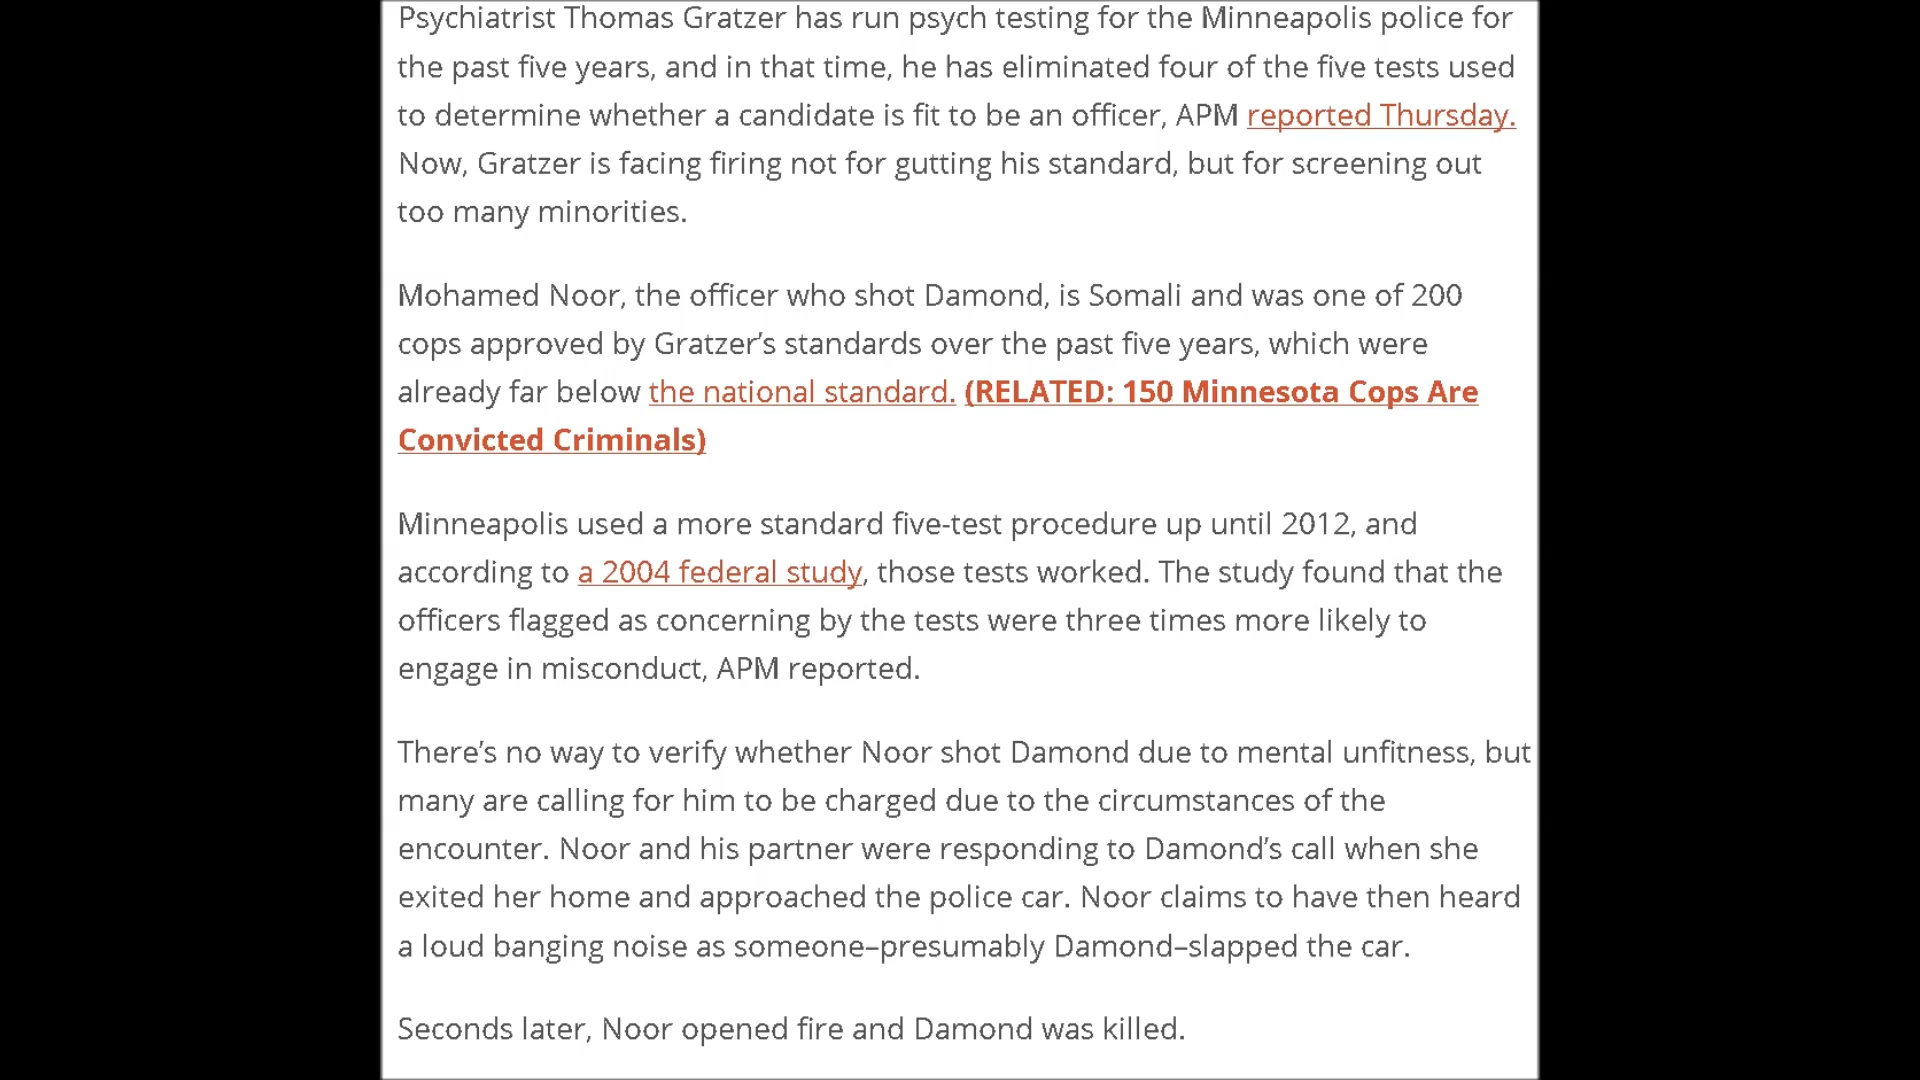 Psychiatrist Thomas Gratzer has run psych testing for the Minneapolis police for
the past five years, and in that time, he has eliminated four of the five tests used
to determine whether a candidate is fit to be an officer, APM reported Thursday.
Now, Gratzer is facing firing not for gutting his standard, but for screening out
too many minorities.
Mohamed Noor, the officer who shot Damond, is Somali and was one of 200
cops approved by Gratzer’s standards over the past five years, which were
already far below the national standard. (RELATED: 150 Minnesota Cops Are
Convicted Criminals)
Minneapolis used a more standard five-test procedure up until 2012, and
according to a 2004 federal study, those tests worked. The study found that the
officers flagged as concerning by the tests were three times more likely to
engage in misconduct, APM reported.
There’s no way to verify whether Noor shot Damond due to mental unfitness, but
many are calling for him to be charged due to the circumstances of the
encounter. Noor and his partner were responding to Damond’s call when she
exited her home and approached the police car. Noor claims to have then heard
a loud banging noise as someone–presumably Damond–slapped the car.
Seconds later, Noor opened fire and Damond was killed.